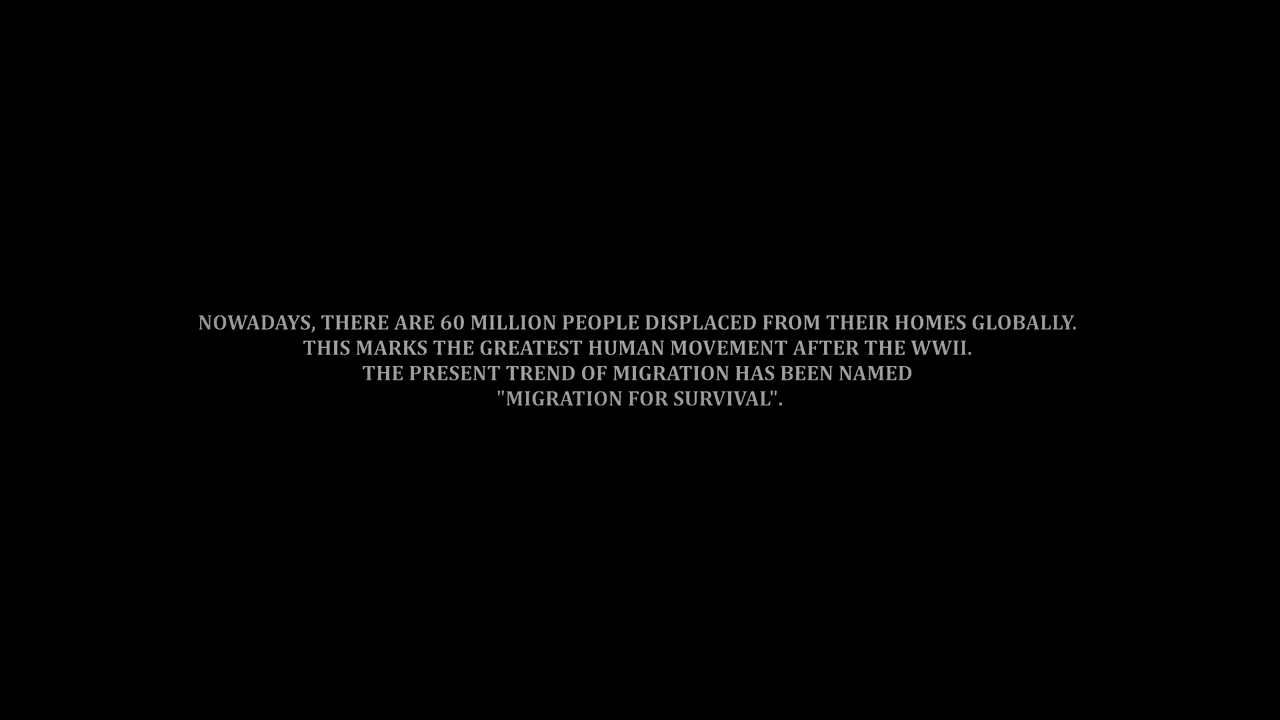 NOWADAYS, THERE ARE 60 MILLION PEOPLE DISPLACED FROM THEIR HOMES GLOBALLY.
THIS MARKS THE GREATEST HUMAN MOVEMENT AFTER THE WWII.
THE PRESENT TREND OF MIGRATION HAS BEEN NAMED
"MIGRATION FOR SURVIVAL".